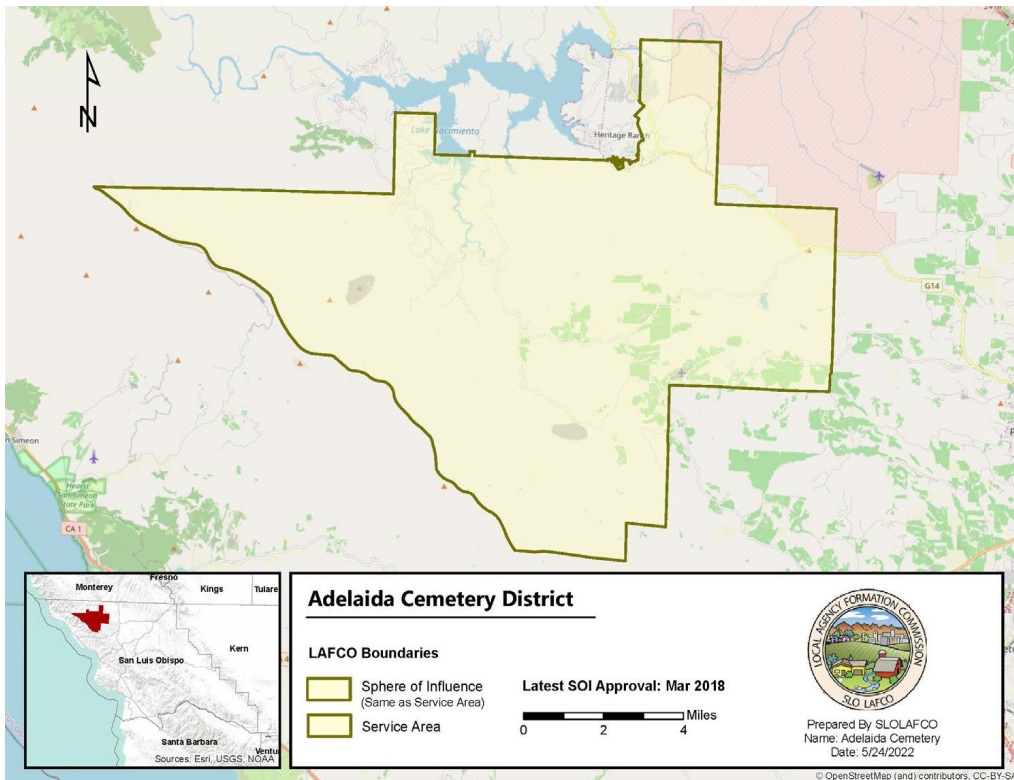 N
Lake Nacimiento
Heritage Ranch
G14
n Simeon
Hearst
San Simeon
State Park
CA 1
Monterey
Fresno
Kings
Tulare
San Luis Obispo
Kern
Santa Barbara
Ventu
Sources: Esri, USGS, NOAA
4
Adelaida Cemetery District
LAFCO Boundaries
Sphere of Influence
(Same as Service Area)
Service Area
Latest SOI Approval: Mar 2018
Miles
0 2 4
LOCAL AGENCY FORMATION COMMISSION
SLO LAFCO
Prepared By SLOLAFCO
Name: Adelaida Cemetery
Date: 5/24/2022
© OpenStreetMap (and) contributors, CC-BY-SA